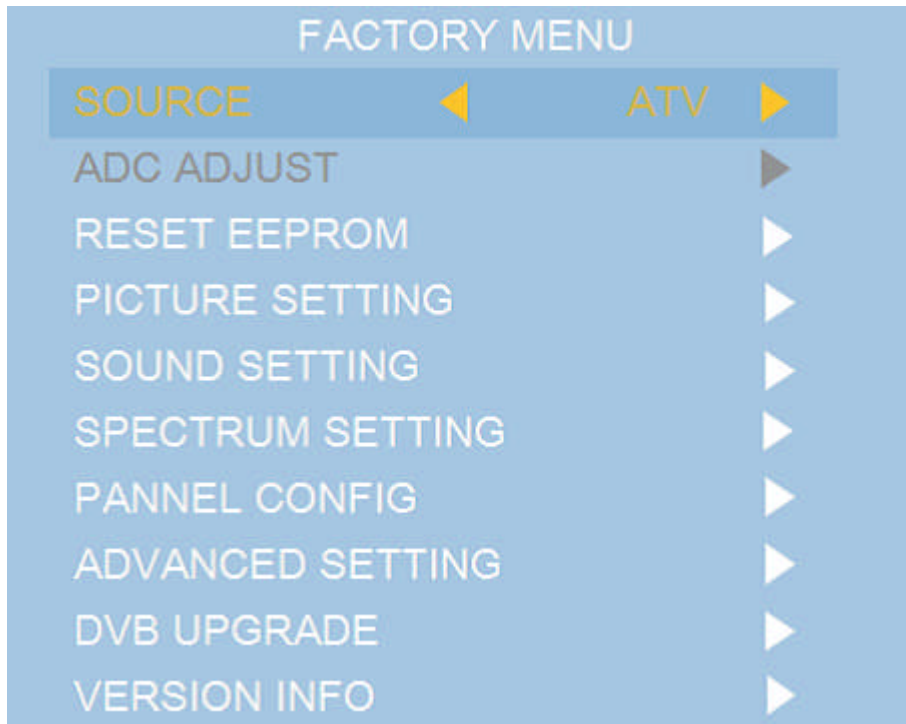 FACTORY MENU
SOURCE ATV
ADC ADJUST
RESET EEPROM
PICTURE SETTING
SOUND SETTING
SPECTRUM SETTING
PANNEL CONFIG
ADVANCED SETTING
DVB UPGRADE
VERSION INFO